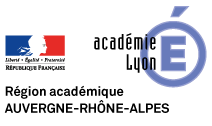 académie
Lyon
É
Liberté • Égalité • Fraternité
RÉPUBLIQUE FRANÇAISE
Région académique
AUVERGNE-RHÔNE-ALPES